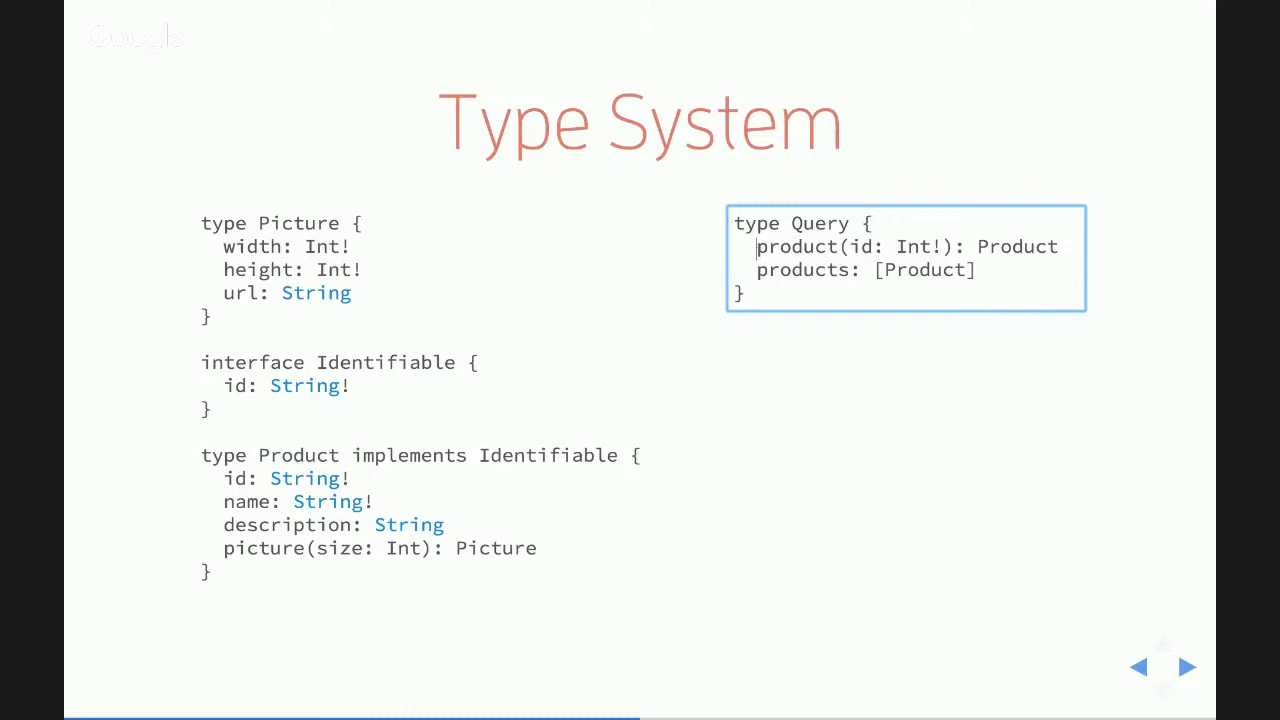 Google
Type System
type Picture {
  width: Int!
  height: Int!
  url: String
}
interface Identifiable {
  id: String!
}
type Product implements Identifiable {
  id: String!
  name: String!
  description: String
  picture(size: Int): Picture
}
type Query {
  product(id: Int!): Product
  products: [Product]
}